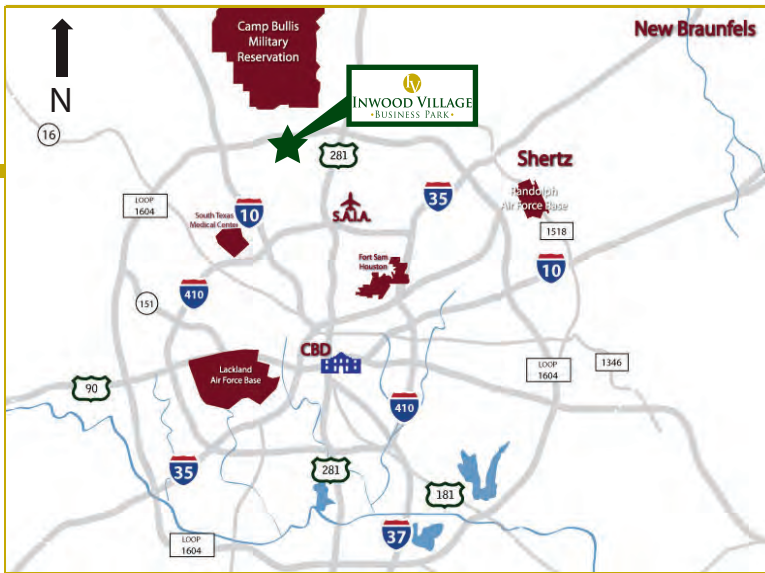 Camp Bullis
Military
Reservation
New Braunfels
N
IV
INWOOD VILLAGE
•BUSINESS PARK•
16
281
Shertz
Randolph
Air Force Base
LOOP
1604
10
35
S.A.I.A.
South Texas
Medical Center
1518
Fort Sam
Houston
10
410
151
CBD
Lackland
Air Force Base
90
LOOP
1604
1346
410
35
281
181
37
LOOP
1604